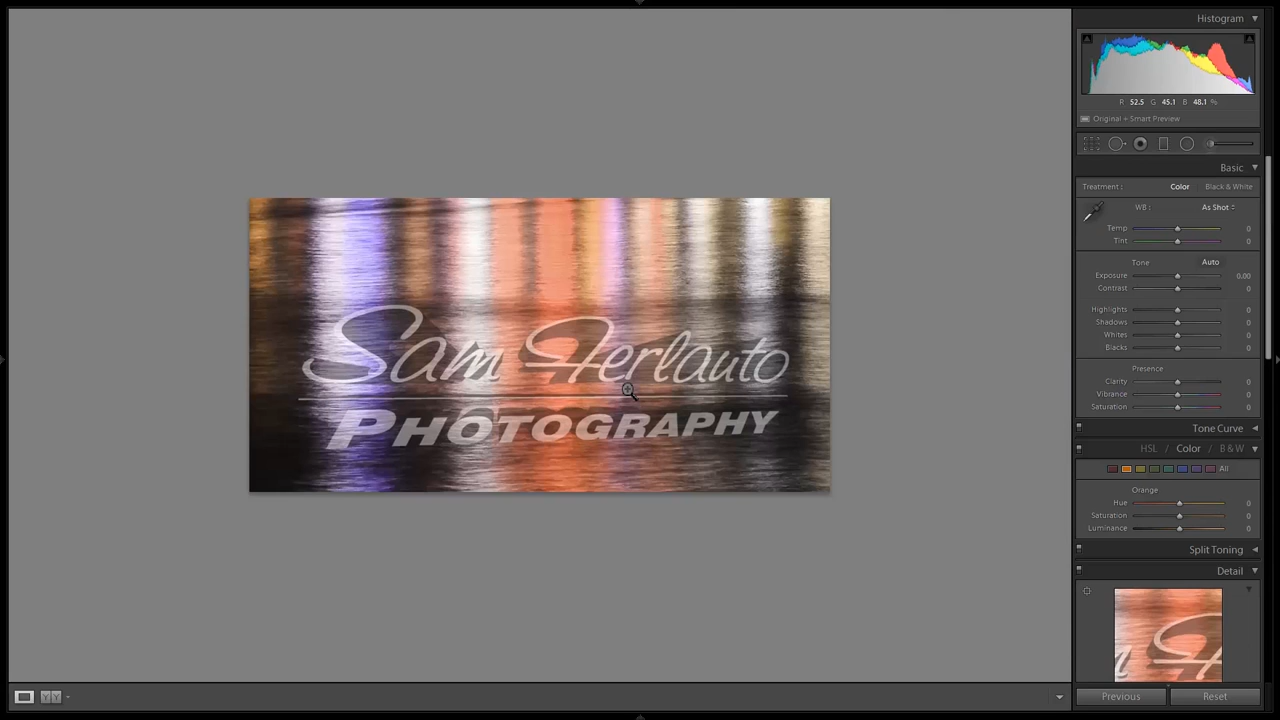 Histogram
R 52.5 G 45.1 B 48.1 %
Original + Smart Preview
Basic
Treatment : Color Black & White
WB : As Shot
Temp 0
Tint 0
Tone Auto
Exposure 0.00
Contrast 0
Highlights 0
Shadows 0
Whites 0
Blacks 0
Presence
Clarity 0
Vibrance 0
Saturation 0
Tone Curve
HSL / Color / B & W
All
Orange
Hue 0
Saturation 0
Luminance 0
Split Toning
Detail
Previous Reset
Sam Ferlauto
PHOTOGRAPHY
Y Y